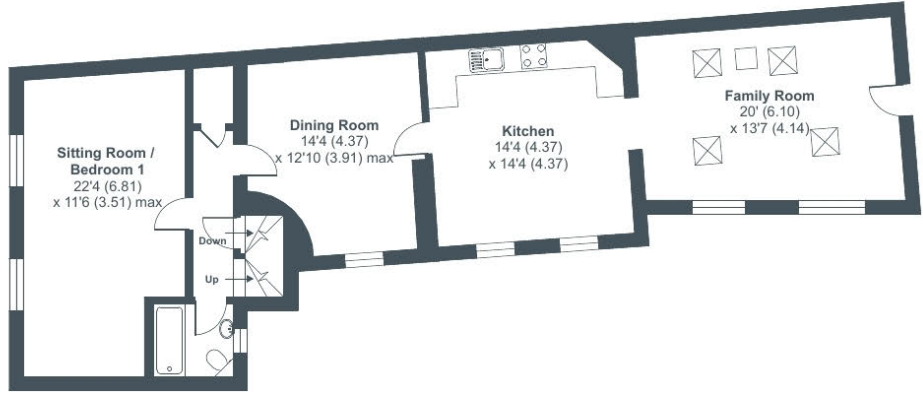 Sitting Room /
Bedroom 1
22'4 (6.81)
x 11'6 (3.51) max
Down
Up
Dining Room
14'4 (4.37)
x 12'10 (3.91) max
Kitchen
14'4 (4.37)
x 14'4 (4.37)
Family Room
20' (6.10)
x 13'7 (4.14)